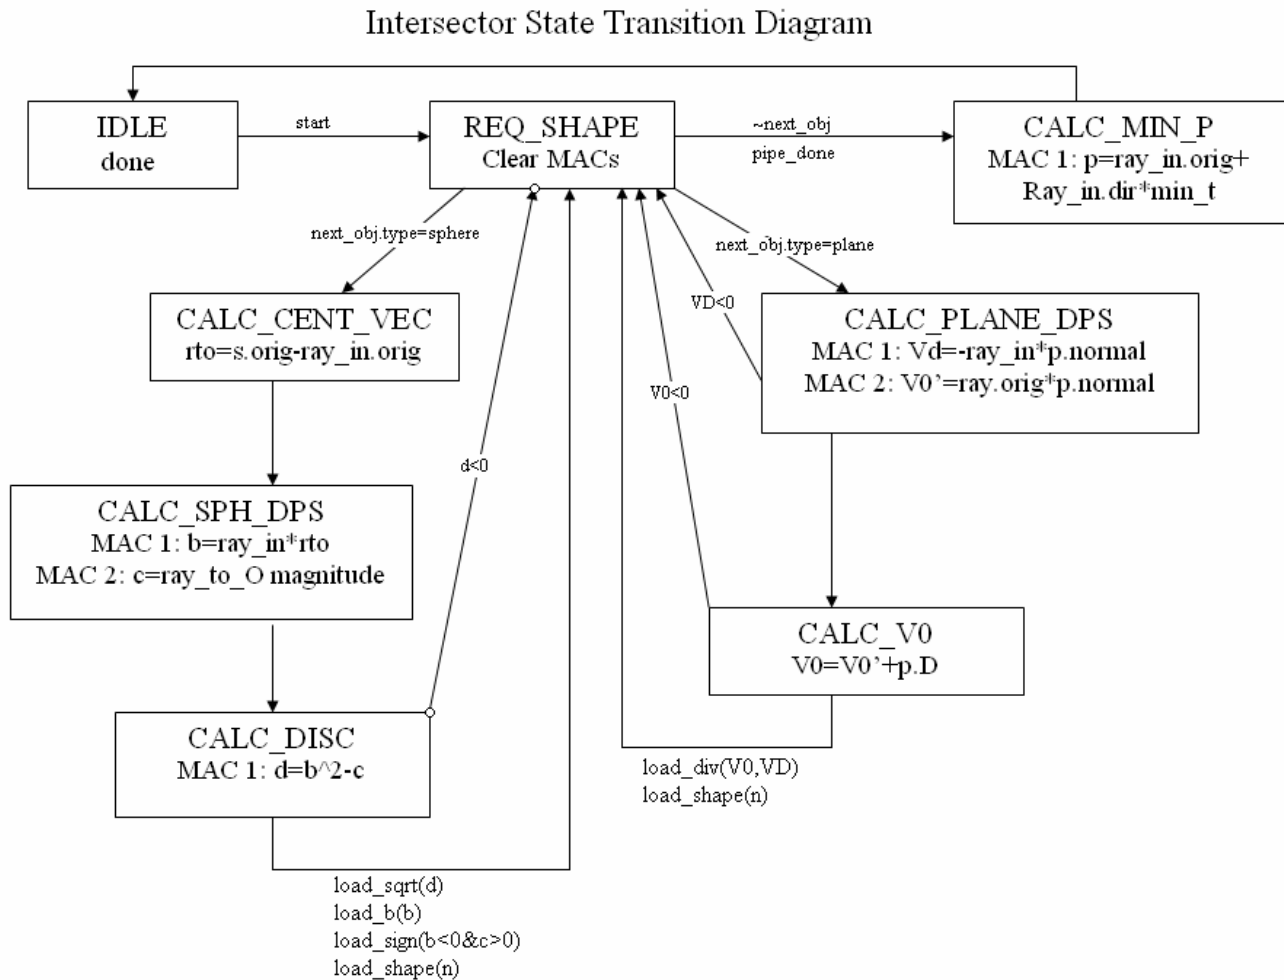 Intersector State Transition Diagram
IDLE
done
start
REQ_SHAPE
Clear MACs
~next_obj
pipe_done
CALC_MIN_P
MAC 1: p=ray_in.orig+
Ray_in.dir*min_t
next_obj.type=sphere
next_obj.type=plane
CALC_CENT_VEC
rto=s.orig-ray_in.orig
VD<0
CALC_PLANE_DPS
MAC 1: Vd=-ray_in*p.normal
MAC 2: V0'=ray.orig*p.normal
V0<0
d<0
CALC_SPH_DPS
MAC 1: b=ray_in*rto
MAC 2: c=ray_to_O magnitude
CALC_V0
V0=V0'+p.D
CALC_DISC
MAC 1: d=b^2-c
load_div(V0,VD)
load_shape(n)
load_sqrt(d)
load_b(b)
load_sign(b<0&c>0)
load_shape(n)